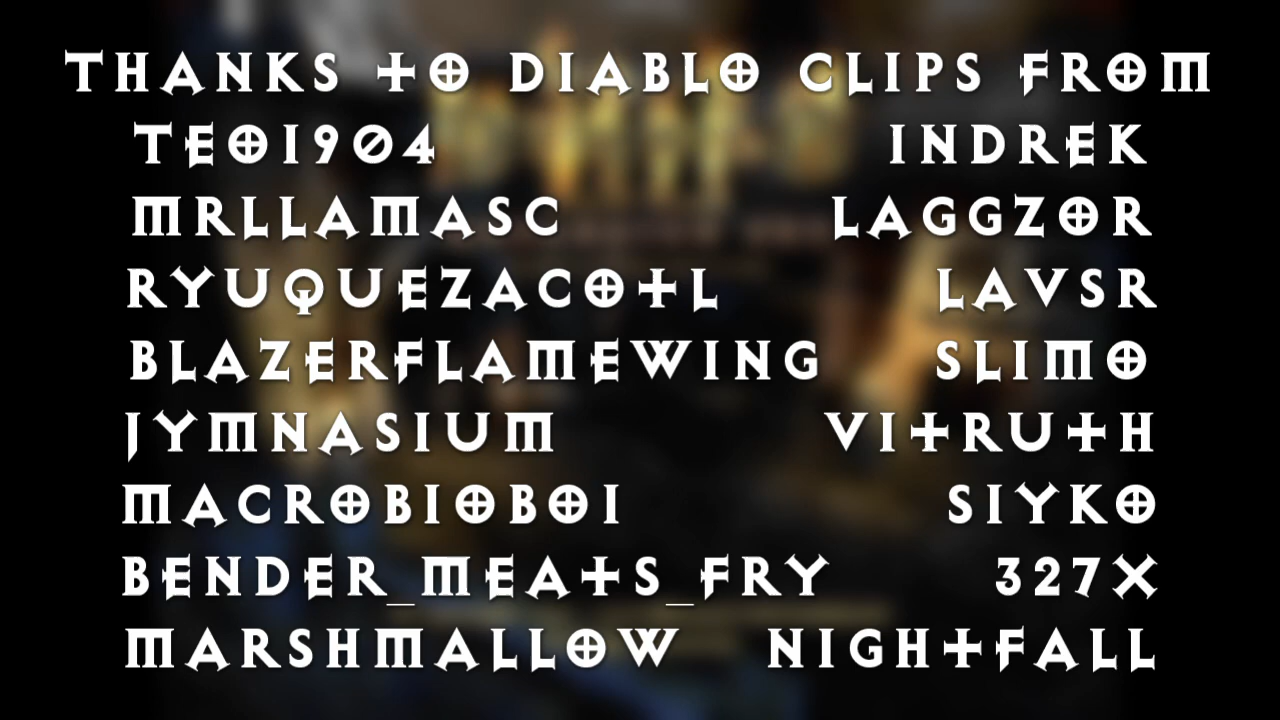 THANKS TO DIABLO CLIPS FROM
TEO1904 INDREK
MRLLAMASC LAGGZOR
RYUQUEZACOTL LAVSR
BLAZERFLAMEWING SLIMO
JYMNASIUM VITRUTH
MACROBIOBOI SIYKO
BENDER_MEATS_FRY 327X
MARSHMALLOW NIGHTFALL